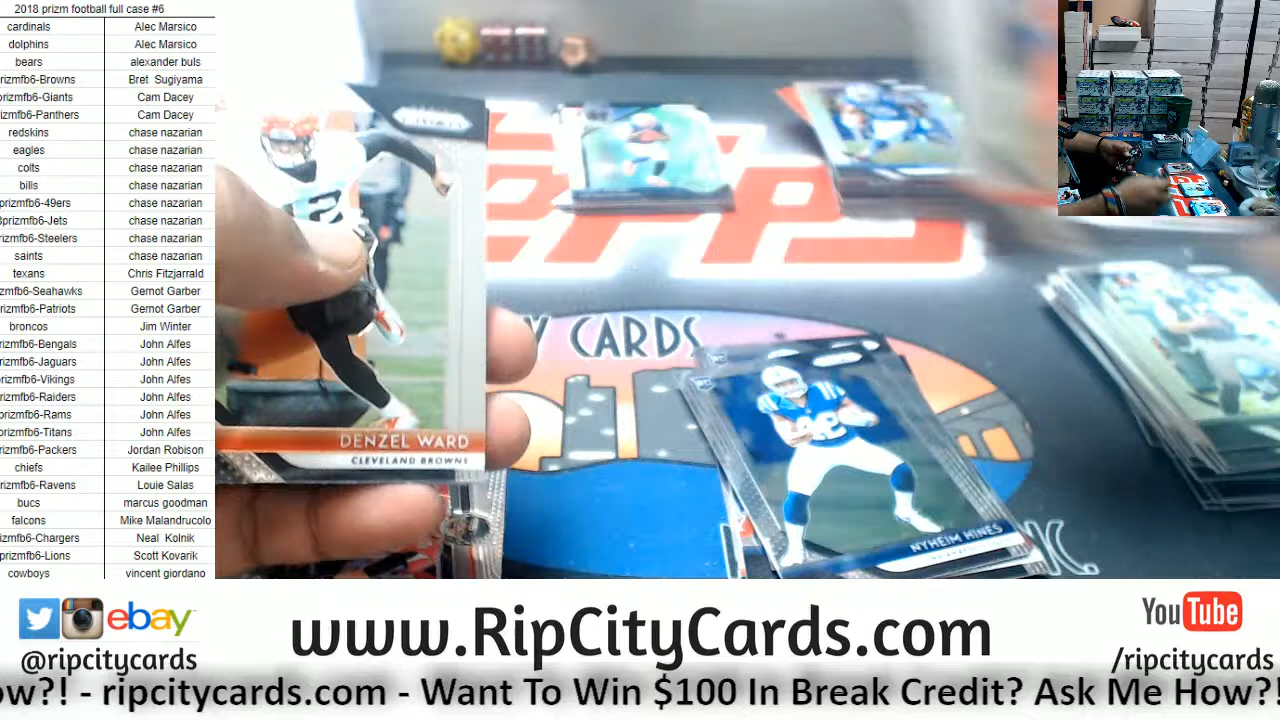 2018 prizm football full case #6
cardinals Alec Marsico
dolphins Alec Marsico
bears alexander buls
rizmfb6-Browns Bret Sugiyama
rizmfb6-Giants Cam Dacey
rizmfb6-Panthers Cam Dacey
redskins chase nazarian
eagles chase nazarian
colts chase nazarian
bills chase nazarian
rizmfb6-49ers chase nazarian
prizmfb6-Jets chase nazarian
rizmfb6-Steelers chase nazarian
saints chase nazarian
texans Chris Fitzjarrald
zmfb6-Seahawks Gernot Garber
rizmfb6-Patriots Gernot Garber
broncos Jim Winter
rizmfb6-Bengals John Alfes
rizmfb6-Jaguars John Alfes
rizmfb6-Vikings John Alfes
rizmfb6-Raiders John Alfes
prizmfb6-Rams John Alfes
rizmfb6-Titans John Alfes
rizmfb6-Packers Jordan Robison
chiefs Kailee Phillips
rizmfb6-Ravens Louie Salas
bucs marcus goodman
falcons Mike Malandrucolo
izmfb6-Chargers Neal Kolnik
prizmfb6-Lions Scott Kovarik
cowboys vincent giordano
Y CARDS
DENZEL WARD
CLEVELAND BROWNS
NYHEIM HINES
ebay
@ripcitycards
www.RipCityCards.com
YouTube
/ripcitycards
ow?! - ripcitycards.com - Want To Win $100 In Break Credit? Ask Me How?!